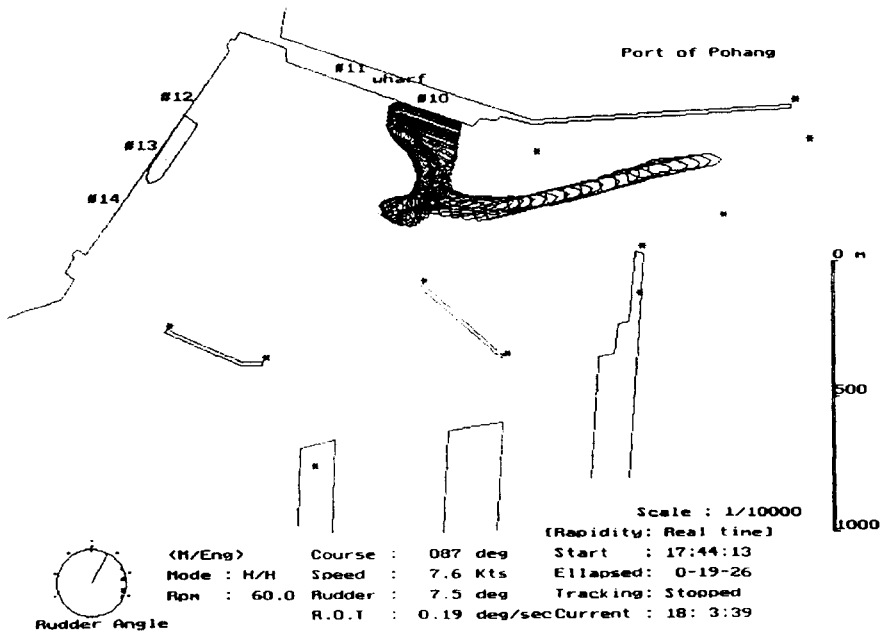 Port of Pohang
#11
wharf
#10
#12
#13
#14
0 m
500
1000
Scale : 1/10000
[Rapidity: Real time]
<M/Eng> Course : 087 deg Start : 17:44:13
Mode : H/H Speed : 7.6 Kts Ellapsed: 0-19-26
Rpm : 60.0 Rudder : 7.5 deg Tracking: Stopped
R.O.T : 0.19 deg/sec Current : 18: 3:39
Rudder Angle